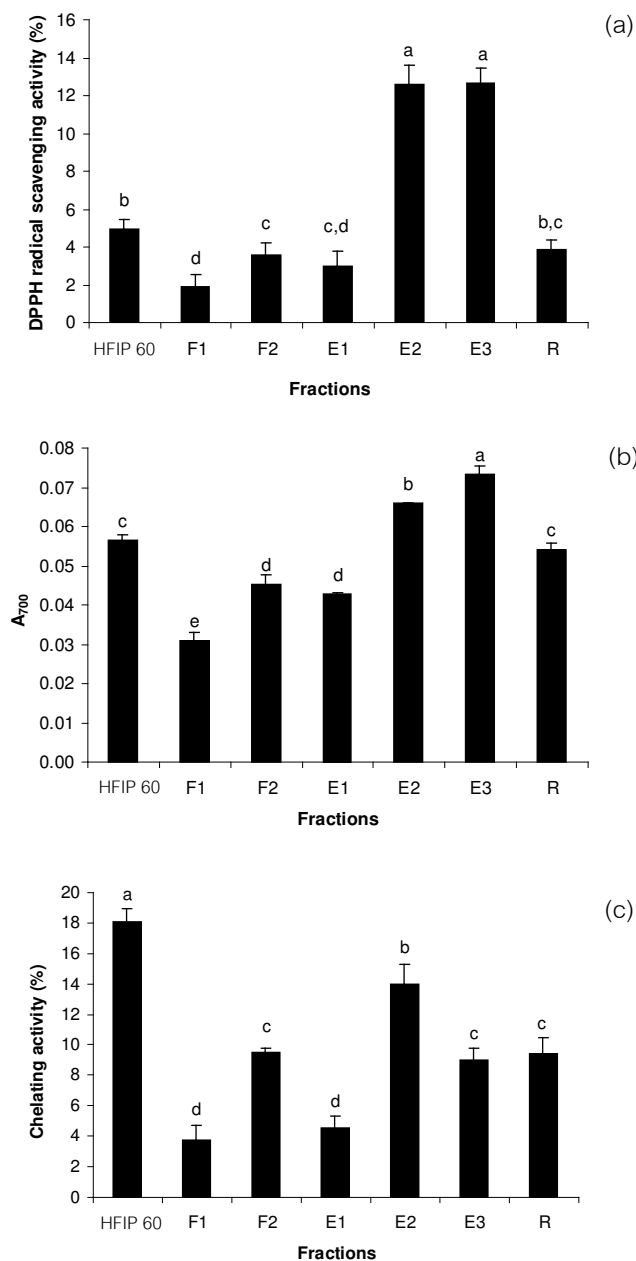 (a)
DPPH radical scavenging activity (%)
16
14
12
10
8
6
4
2
0
b
d
c
c,d
a
a
b,c
HFIP 60 F1 F2 E1 E2 E3 R
Fractions
(b)
A700
0.08
0.07
0.06
0.05
0.04
0.03
0.02
0.01
0.00
c
e
d
d
b
a
c
HFIP 60 F1 F2 E1 E2 E3 R
Fractions
(c)
Chelating activity (%)
20
18
16
14
12
10
8
6
4
2
0
a
d
c
d
b
c
c
HFIP 60 F1 F2 E1 E2 E3 R
Fractions